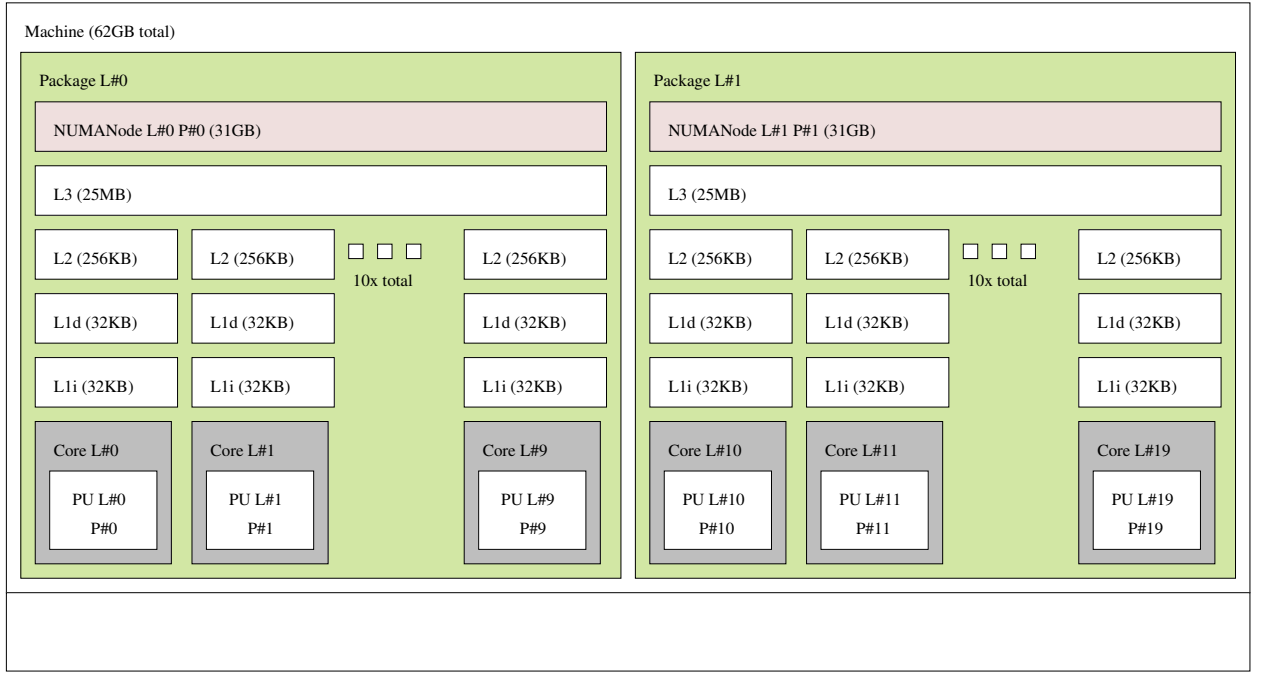 Machine (62GB total)
Package L#0
NUMANode L#0 P#0 (31GB)
L3 (25MB)
L2 (256KB) L2 (256KB) L2 (256KB)
10x total
L1d (32KB) L1d (32KB) L1d (32KB)
L1i (32KB) L1i (32KB) L1i (32KB)
Core L#0 Core L#1 Core L#9
PU L#0 PU L#1 PU L#9
P#0 P#1 P#9
Package L#1
NUMANode L#1 P#1 (31GB)
L3 (25MB)
L2 (256KB) L2 (256KB) L2 (256KB)
10x total
L1d (32KB) L1d (32KB) L1d (32KB)
L1i (32KB) L1i (32KB) L1i (32KB)
Core L#10 Core L#11 Core L#19
PU L#10 PU L#11 PU L#19
P#10 P#11 P#19